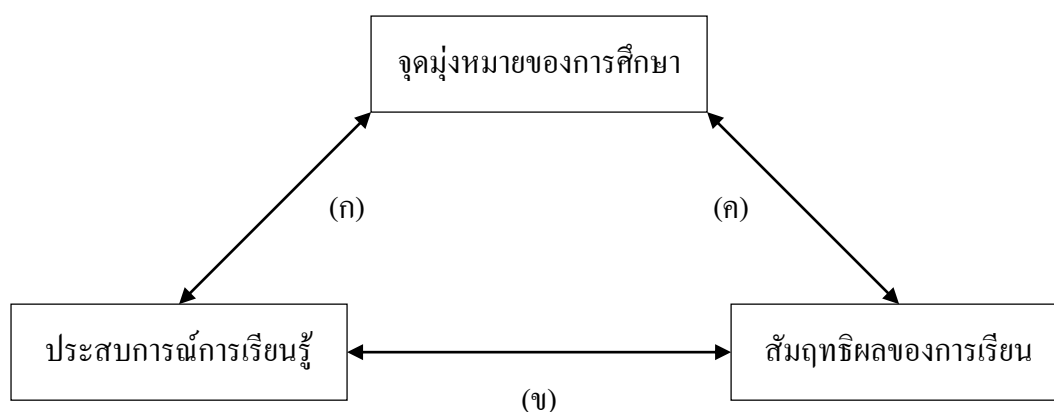 จุดมุ่งหมายของการศึกษา
(ก)
(ค)
ประสบการณ์การเรียนรู้
สัมฤทธิผลของการเรียน
(ข)